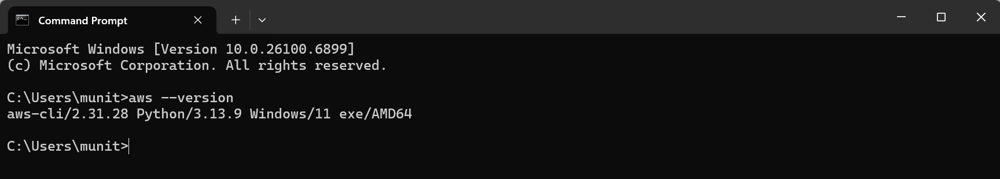 Command Prompt
Microsoft Windows [Version 10.0.26100.6899]
(c) Microsoft Corporation. All rights reserved.
C:\Users\munit>aws --version
aws-cli/2.31.28 Python/3.13.9 Windows/11 exe/AMD64
C:\Users\munit>